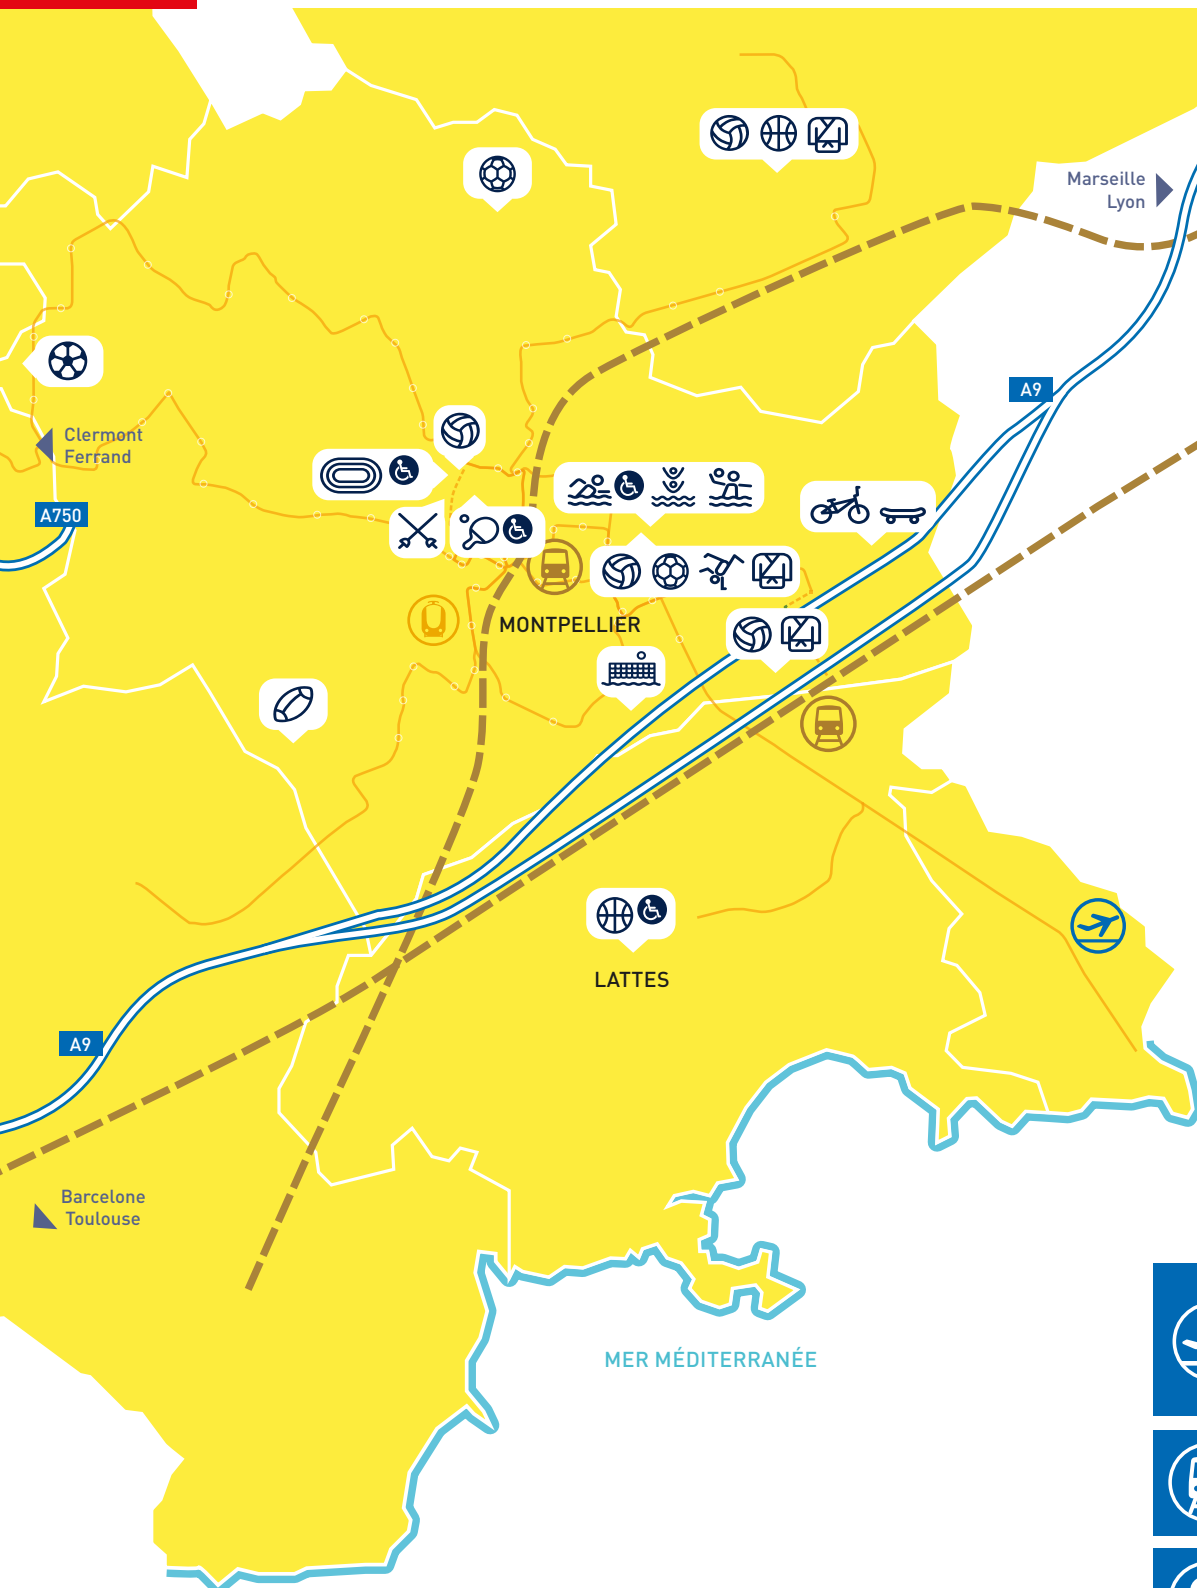 Marseille
Lyon
A9
Clermont
Ferrand
A750
MONTPELLIER
LATTES
A9
Barcelone
Toulouse
MER MÉDITERRANÉE